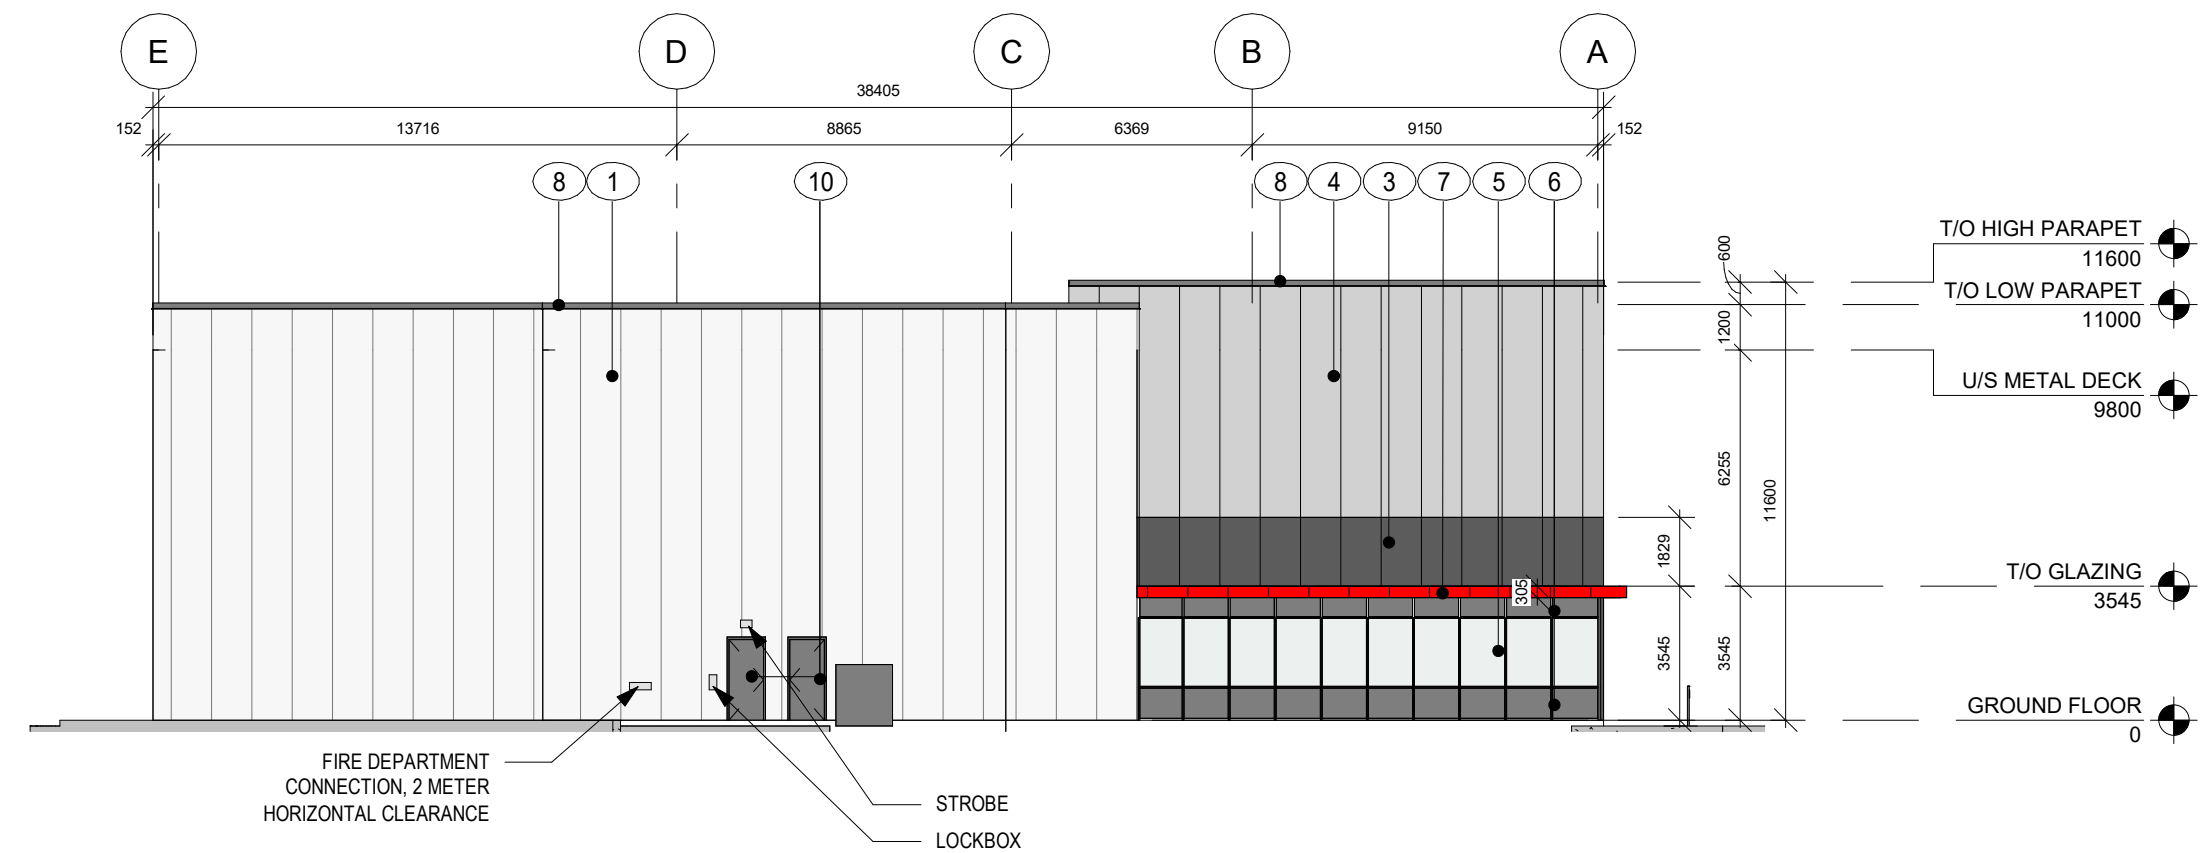 E D C B A
38405
152 13716 8865 6369 9150 152
8 1 10 8 4 3 7 5 6
T/O HIGH PARAPET
11600
600
T/O LOW PARAPET
11000
1200
U/S METAL DECK
9800
6255
11600
1829
T/O GLAZING
3545
305
3545
3545
GROUND FLOOR
0
FIRE DEPARTMENT
CONNECTION, 2 METER
HORIZONTAL CLEARANCE
STROBE
LOCKBOX